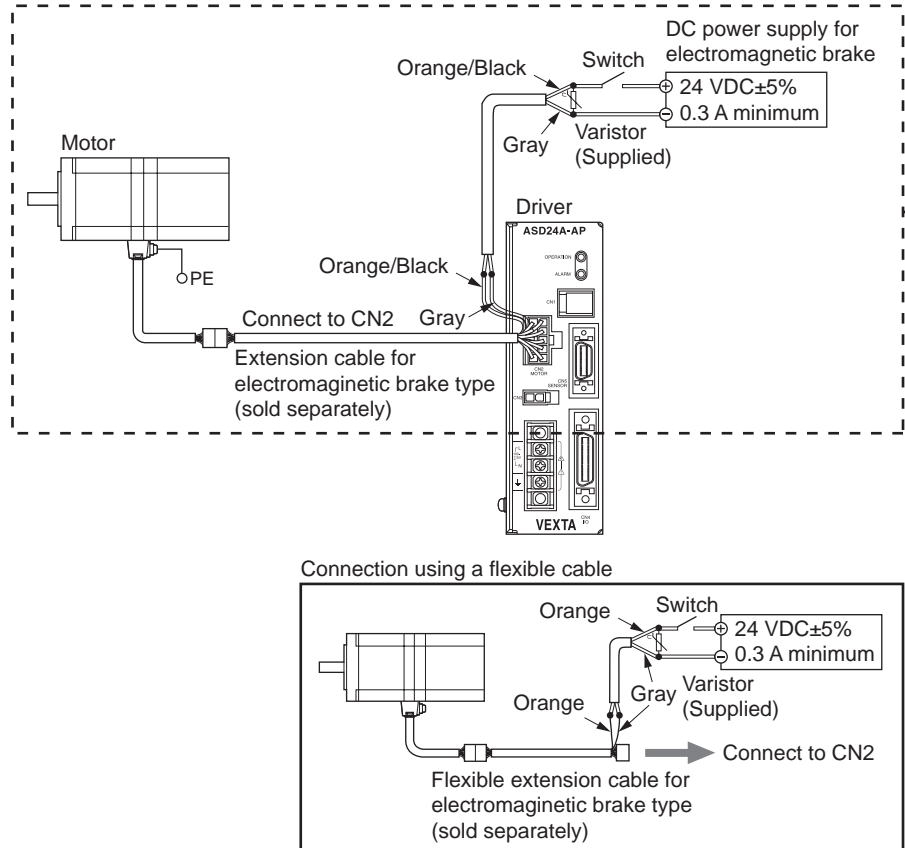 DC power supply for
electromagnetic brake
Switch
Orange/Black
24 VDC±5%
0.3 A minimum
Gray
Varistor
(Supplied)
Motor
Driver
ASD24A-AP
OPERATION
ALARM
CN1
PE
Orange/Black
Connect to CN2
Gray
CN2
MOTOR
CN5
SENSOR
Extension cable for
electromaginetic brake type
(sold separately)
CN3
L
N
CN4
I/O
VEXTA
Connection using a flexible cable
Orange
Switch
24 VDC±5%
0.3 A minimum
Gray
Varistor
(Supplied)
Orange
Connect to CN2
Flexible extension cable for
electromaginetic brake type
(sold separately)